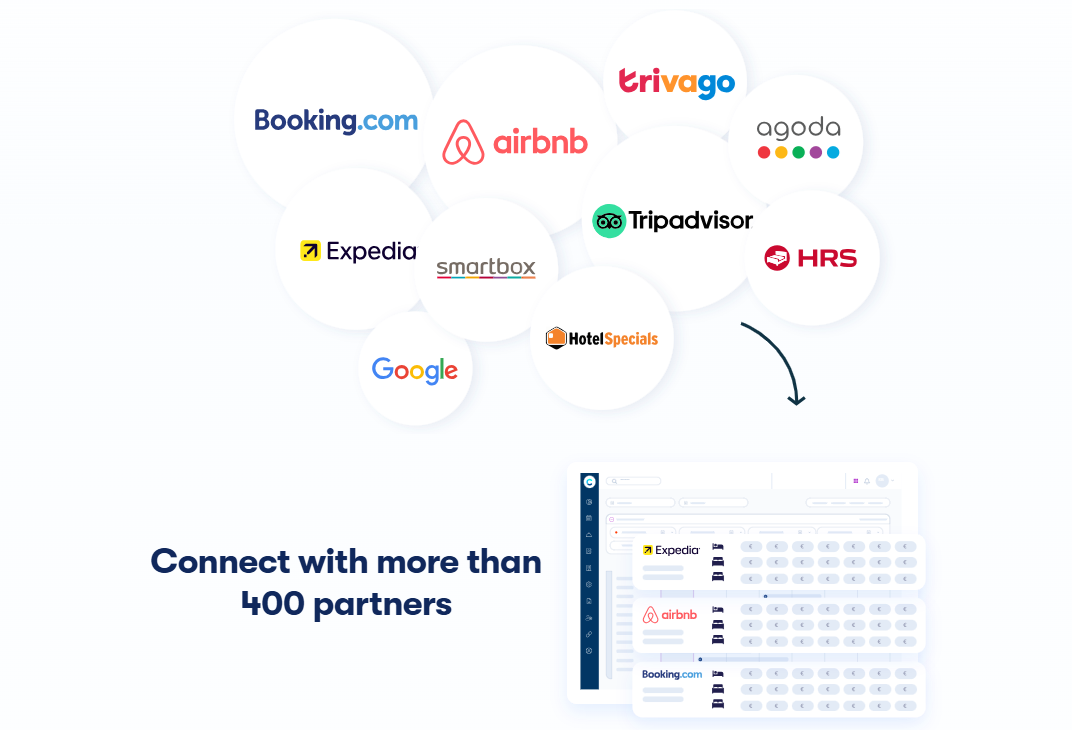 trivago
Booking.com
agoda
airbnb
Tripadvisor
Expedia
HRS
smartbox
HotelSpecials
Google
Connect with more than
400 partners
Expedia
€ € € € € € €
€ € € € € € €
€ € € € € € €
airbnb
€ € € € € € €
€ € € € € € €
€ € € € € € €
Booking.com
€ € € € € € €
€ € € € € € €
€ € € € € € €